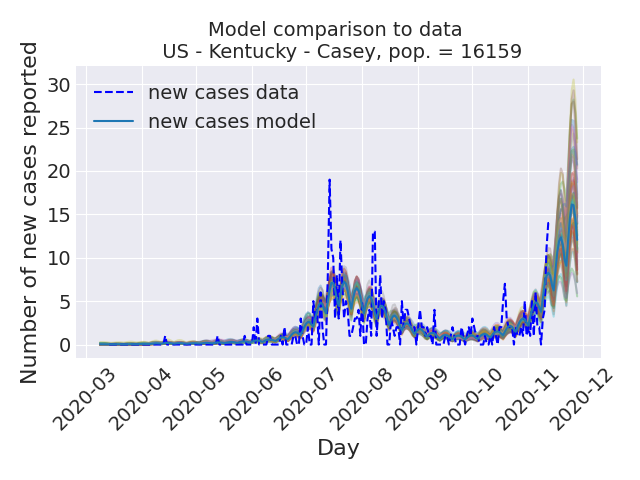 Model comparison to data
US - Kentucky - Casey, pop. = 16159
Number of new cases reported
30
25
20
15
10
5
0
new cases data
new cases model
2020-03
2020-04
2020-05
2020-06
2020-07
2020-08
2020-09
2020-10
2020-11
2020-12
Day